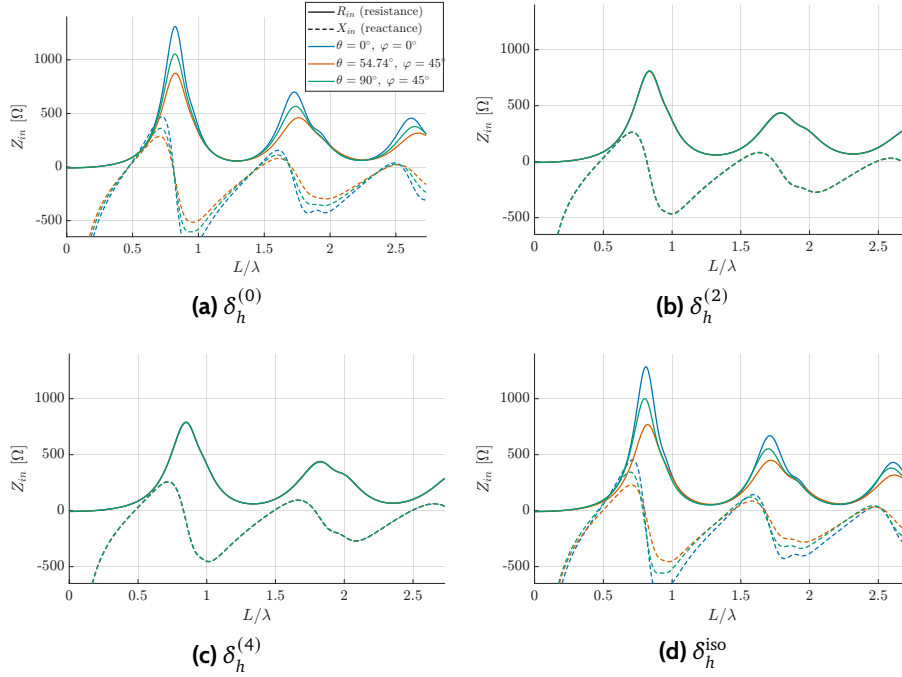 R_in (resistance)
X_in (reactance)
θ = 0°, φ = 0°
θ = 54.74°, φ = 45°
θ = 90°, φ = 45°
Z_in [Ω]
1000
500
0
−500
0
0.5
1
1.5
2
2.5
L/λ
(a) δ_h^(0)
Z_in [Ω]
1000
500
0
−500
0
0.5
1
1.5
2
2.5
L/λ
(b) δ_h^(2)
Z_in [Ω]
1000
500
0
−500
0
0.5
1
1.5
2
2.5
L/λ
(c) δ_h^(4)
Z_in [Ω]
1000
500
0
−500
0
0.5
1
1.5
2
2.5
L/λ
(d) δ_h^iso